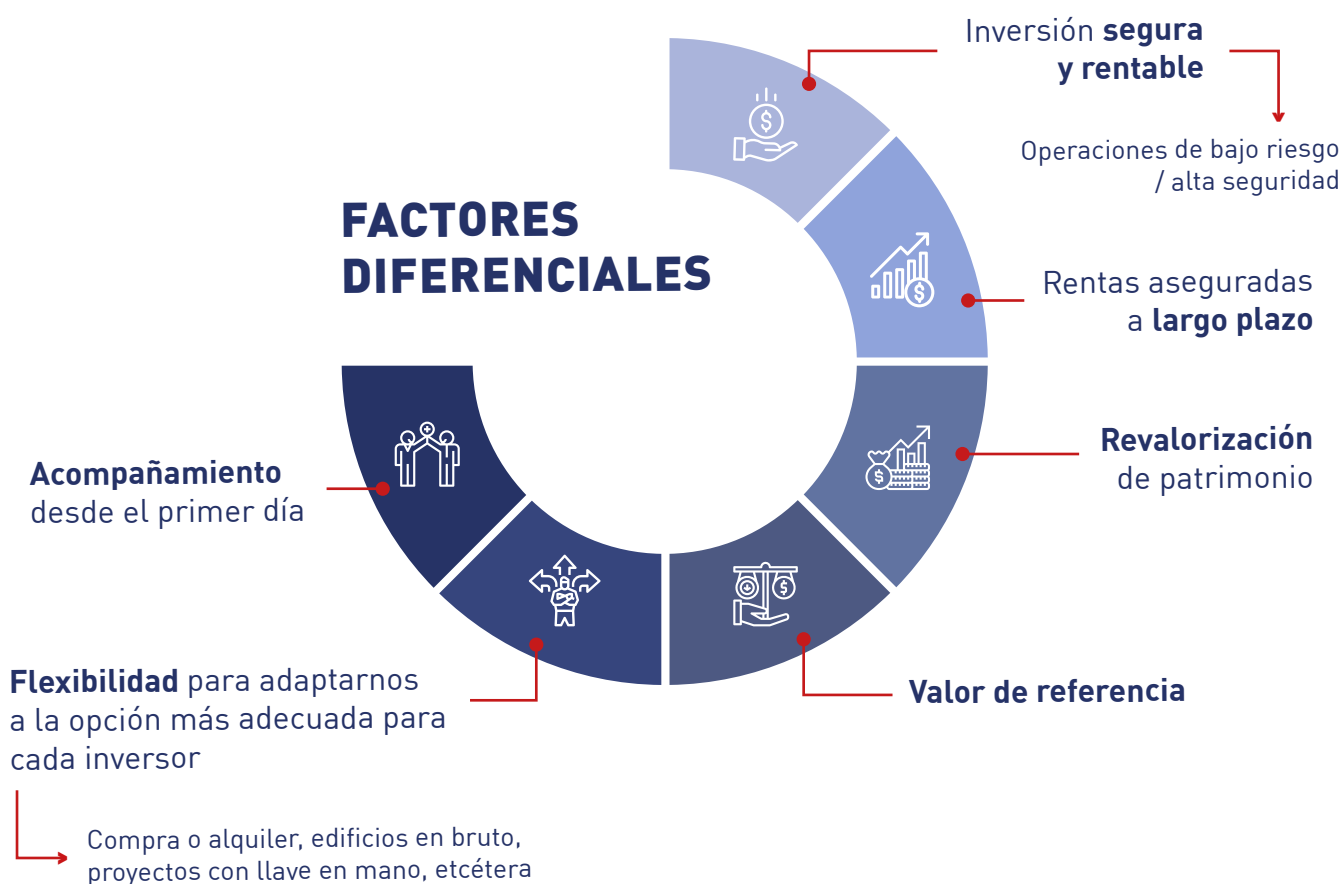 FACTORES
DIFERENCIALES
Inversión segura
y rentable
Operaciones de bajo riesgo
/ alta seguridad
Rentas aseguradas
a largo plazo
Revalorización
de patrimonio
Valor de referencia
Flexibilidad para adaptarnos
a la opción más adecuada para
cada inversor
Compra o alquiler, edificios en bruto,
proyectos con llave en mano, etcétera
Acompañamiento
desde el primer día